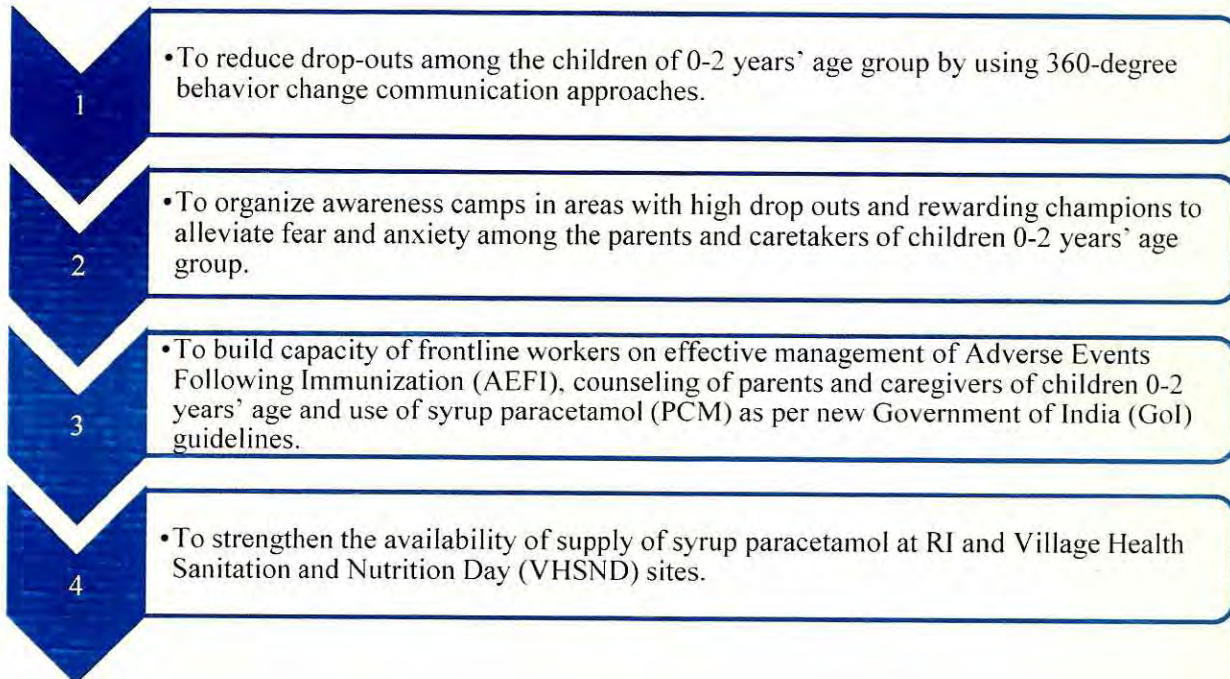 1
•To reduce drop-outs among the children of 0-2 years' age group by using 360-degree
behavior change communication approaches.
2
•To organize awareness camps in areas with high drop outs and rewarding champions to
alleviate fear and anxiety among the parents and caretakers of children 0-2 years' age
group.
3
•To build capacity of frontline workers on effective management of Adverse Events
Following Immunization (AEFI), counseling of parents and caregivers of children 0-2
years' age and use of syrup paracetamol (PCM) as per new Government of India (GoI)
guidelines.
4
•To strengthen the availability of supply of syrup paracetamol at RI and Village Health
Sanitation and Nutrition Day (VHSND) sites.